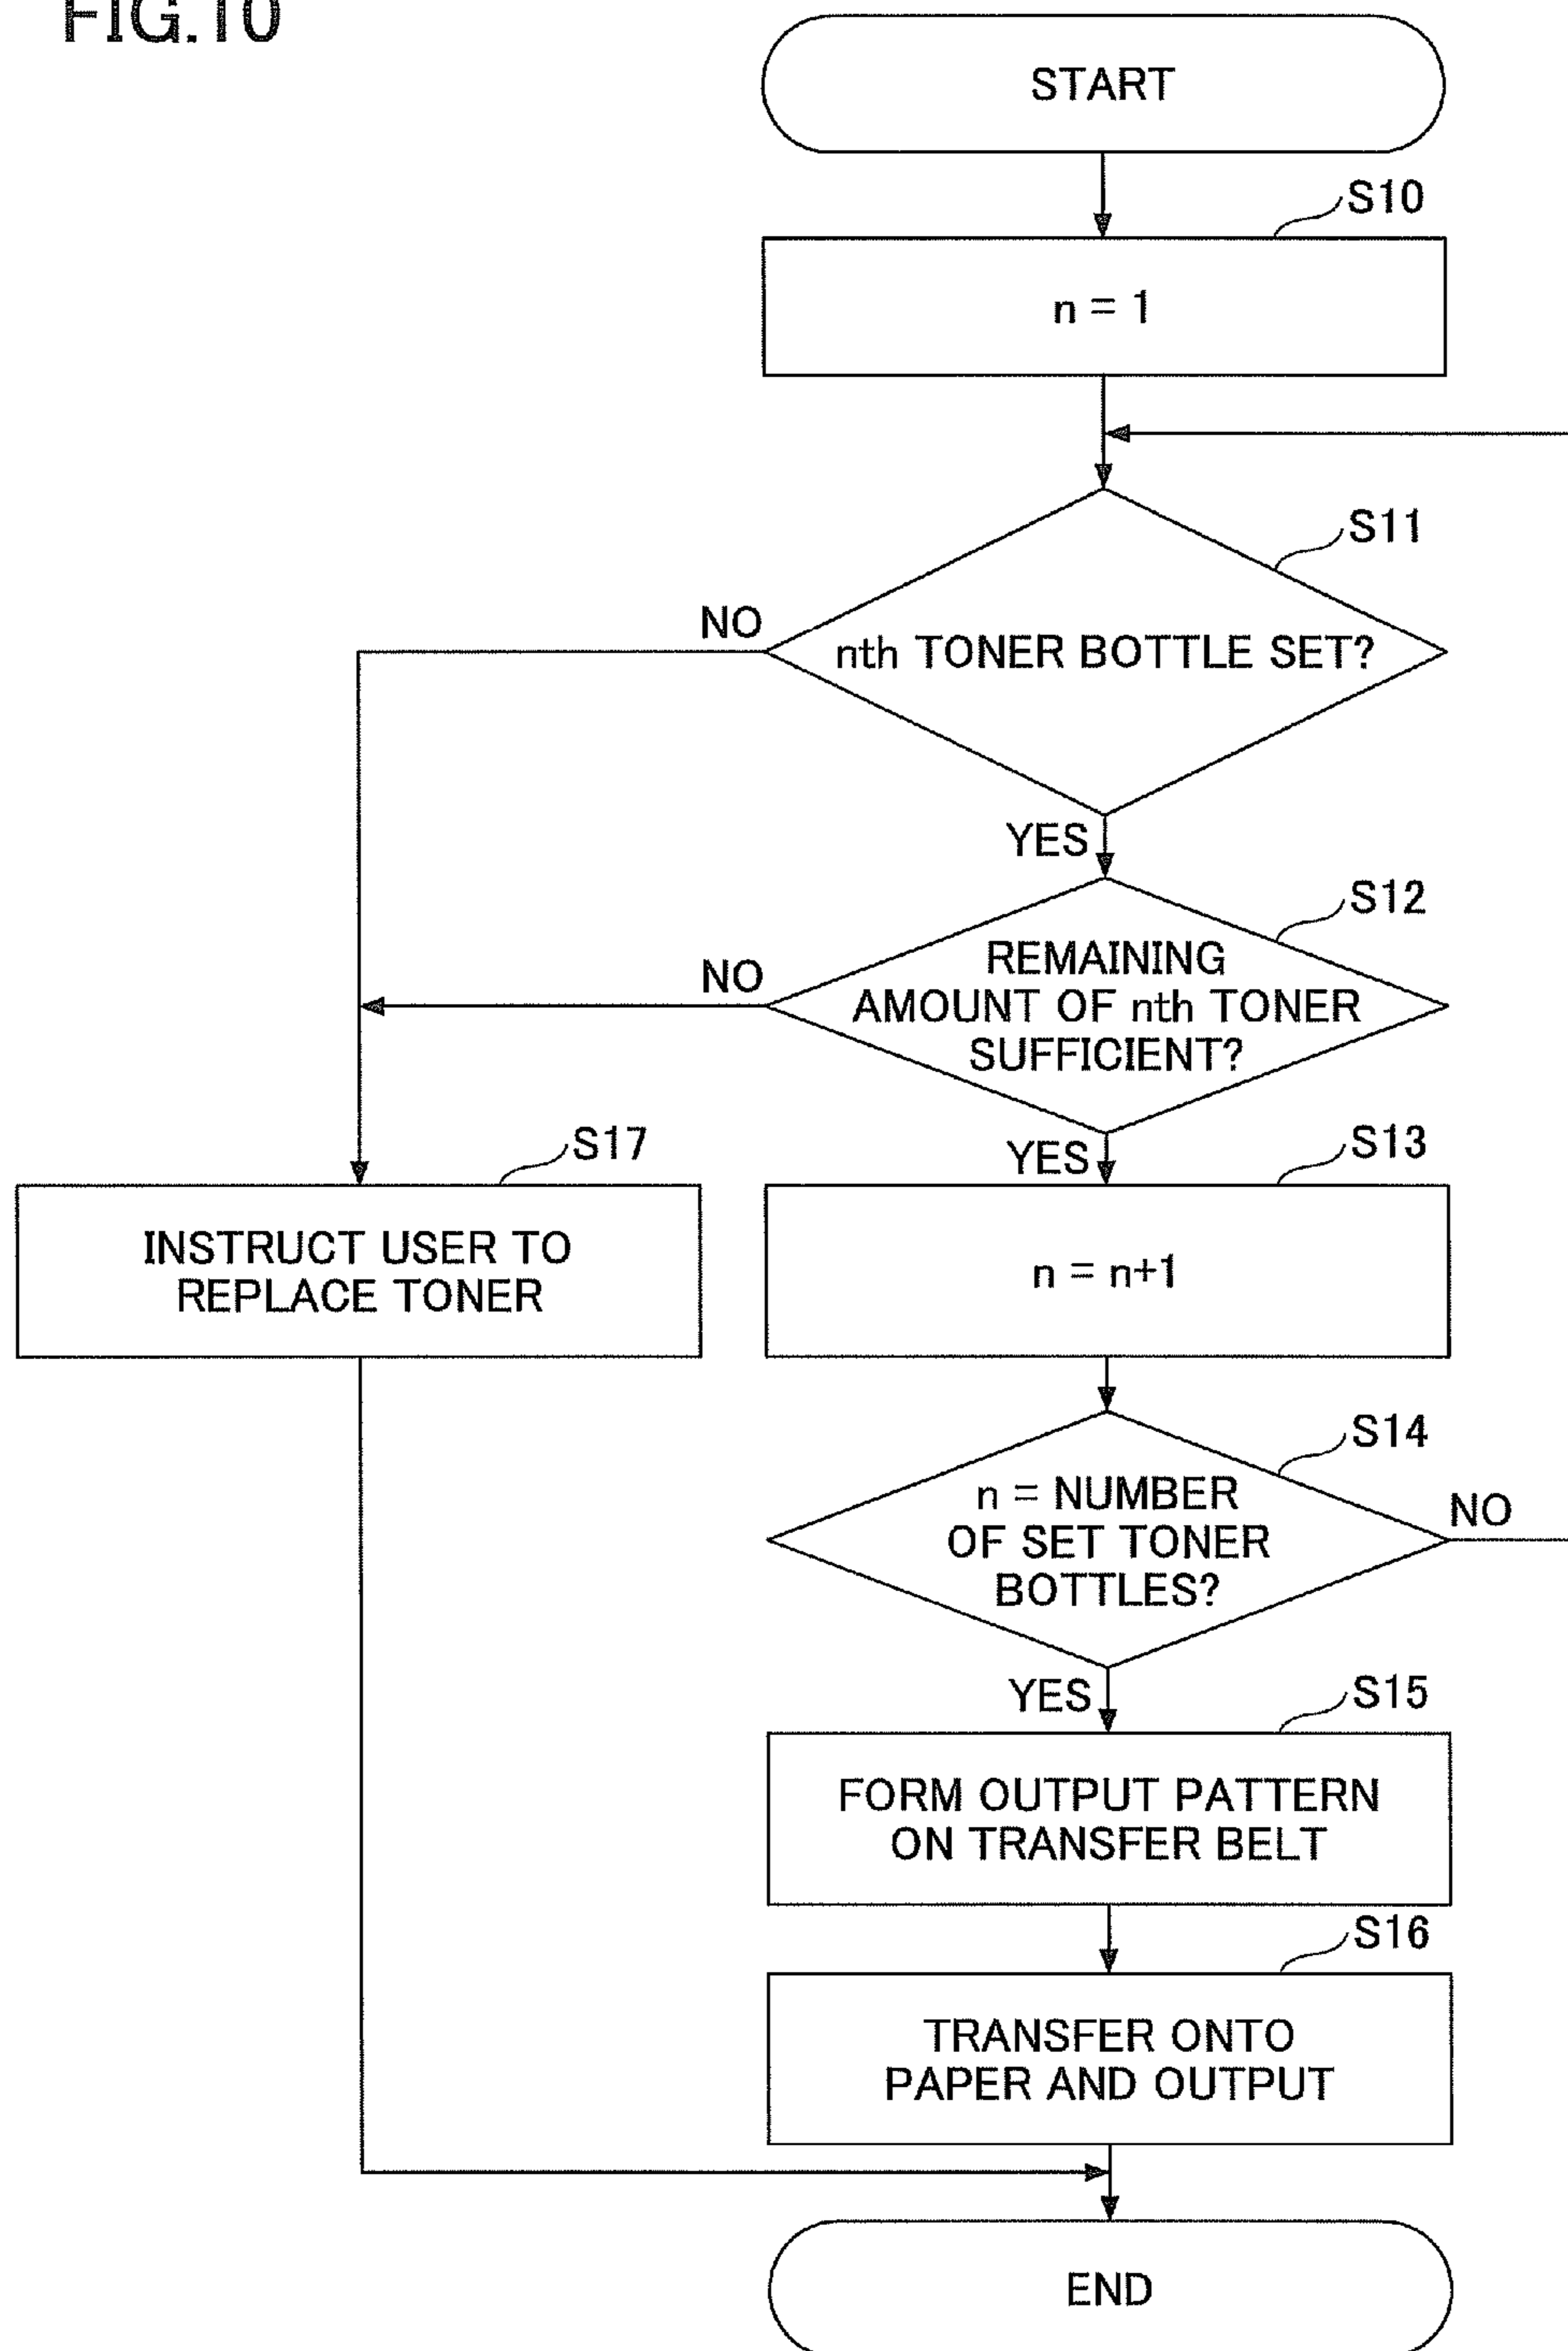 FIG.10
START
S10
n = 1
S11
NO
nth TONER BOTTLE SET?
YES
S12
NO
REMAINING
AMOUNT OF nth TONER
SUFFICIENT?
YES
S17
S13
INSTRUCT USER TO
REPLACE TONER
n = n+1
S14
n = NUMBER
OF SET TONER
BOTTLES?
NO
YES
S15
FORM OUTPUT PATTERN
ON TRANSFER BELT
S16
TRANSFER ONTO
PAPER AND OUTPUT
END